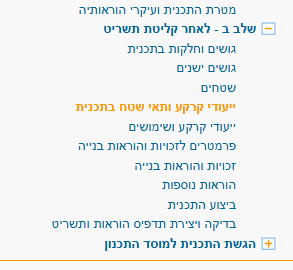 מטרת התכנית ועיקרי הוראותיה
שלב ב - לאחר קליטת תשריט
גושים וחלקות בתכנית
גושים ישנים
שטחים
ייעודי קרקע ותאי שטח בתכנית
ייעודי קרקע ושימושים
פרמטרים לזכויות והוראות בנייה
זכויות והוראות בנייה
הוראות נוספות
ביצוע התכנית
בדיקה ויצירת תדפיס הוראות ותשריט
הגשת התכנית למוסד התכנון